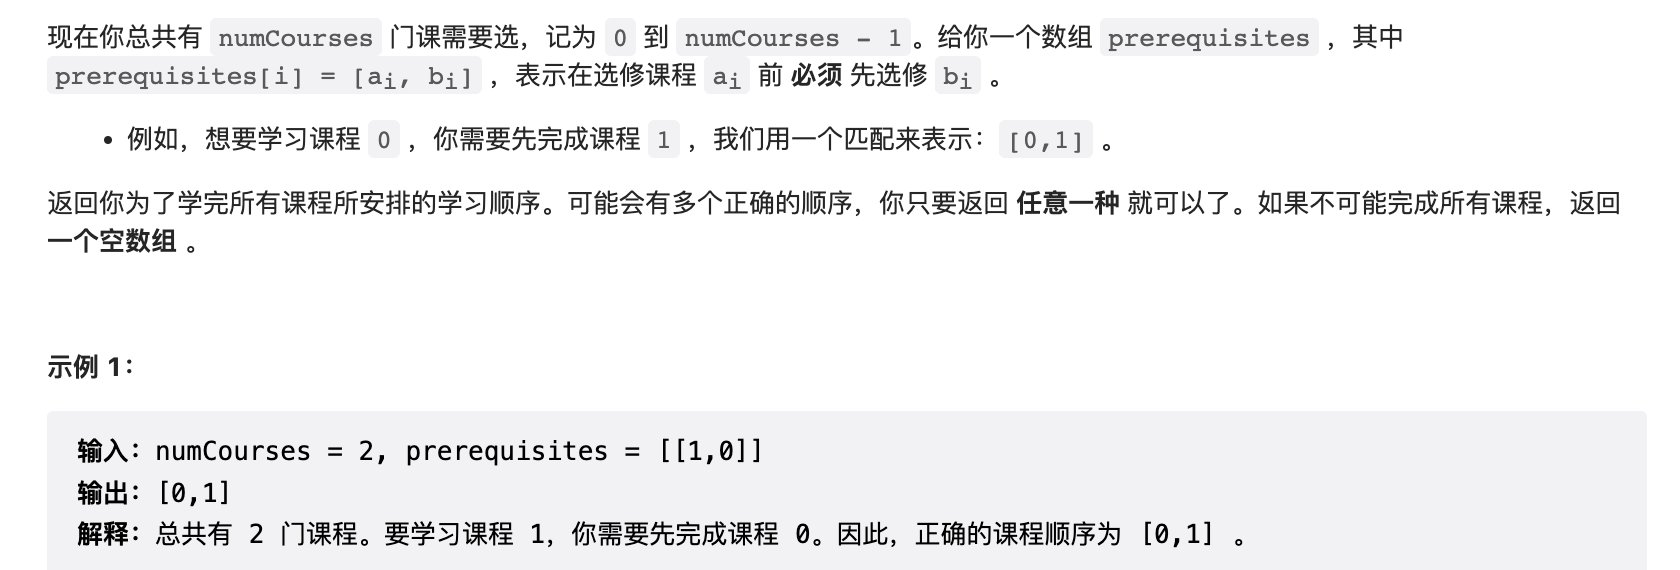 现在你总共有 numCourses 门课需要选，记为 0 到 numCourses - 1。给你一个数组 prerequisites ，其中
prerequisites[i] = [ai, bi] ，表示在选修课程 ai 前 必须 先选修 bi 。
• 例如，想要学习课程 0 ，你需要先完成课程 1 ，我们用一个匹配来表示：[0,1] 。
返回你为了学完所有课程所安排的学习顺序。可能会有多个正确的顺序，你只要返回 任意一种 就可以了。如果不可能完成所有课程，返回
一个空数组 。
示例 1：
输入：numCourses = 2, prerequisites = [[1,0]]
输出：[0,1]
解释：总共有 2 门课程。要学习课程 1，你需要先完成课程 0。因此，正确的课程顺序为 [0,1] 。